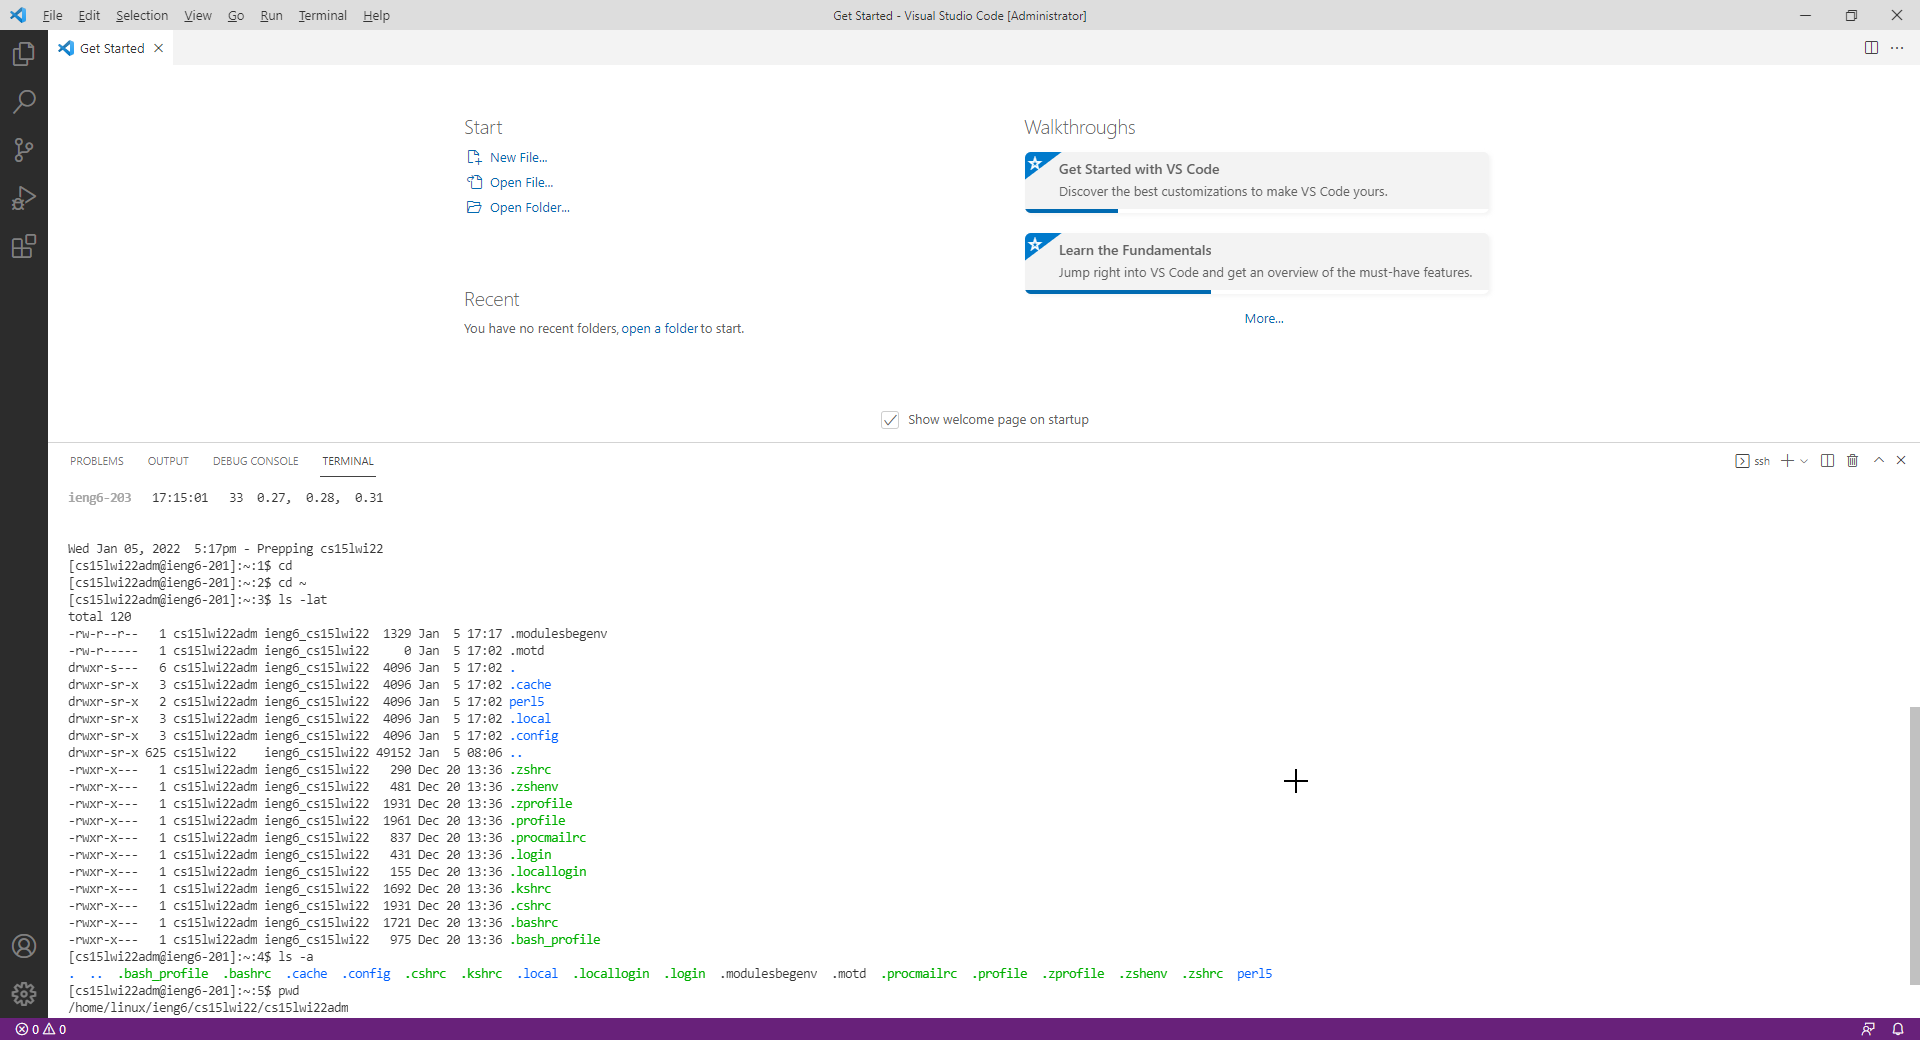 File Edit Selection View Go Run Terminal Help Get Started - Visual Studio Code [Administrator]
Get Started
Start
New File...
Open File...
Open Folder...
Recent
You have no recent folders, open a folder to start.
Walkthroughs
Get Started with VS Code
Discover the best customizations to make VS Code yours.
Learn the Fundamentals
Jump right into VS Code and get an overview of the must-have features.
More...
Show welcome page on startup
PROBLEMS OUTPUT DEBUG CONSOLE TERMINAL ssh
ieng6-203   17:15:01   33  0.27,  0.28,  0.31
Wed Jan 05, 2022  5:17pm - Prepping cs15lwi22
[cs15lwi22adm@ieng6-201]:~:1$ cd
[cs15lwi22adm@ieng6-201]:~:2$ cd ~
[cs15lwi22adm@ieng6-201]:~:3$ ls -lat
total 120
-rw-r--r--   1 cs15lwi22adm ieng6_cs15lwi22  1329 Jan  5 17:17 .modulesbegenv
-rw-r-----   1 cs15lwi22adm ieng6_cs15lwi22     0 Jan  5 17:02 .motd
drwxr-s---   6 cs15lwi22adm ieng6_cs15lwi22  4096 Jan  5 17:02 .
drwxr-sr-x   3 cs15lwi22adm ieng6_cs15lwi22  4096 Jan  5 17:02 .cache
drwxr-sr-x   2 cs15lwi22adm ieng6_cs15lwi22  4096 Jan  5 17:02 perl5
drwxr-sr-x   3 cs15lwi22adm ieng6_cs15lwi22  4096 Jan  5 17:02 .local
drwxr-sr-x   3 cs15lwi22adm ieng6_cs15lwi22  4096 Jan  5 17:02 .config
drwxr-sr-x 625 cs15lwi22    ieng6_cs15lwi22 49152 Jan  5 08:06 ..
-rwxr-x---   1 cs15lwi22adm ieng6_cs15lwi22   290 Dec 20 13:36 .zshrc
-rwxr-x---   1 cs15lwi22adm ieng6_cs15lwi22   481 Dec 20 13:36 .zshenv
-rwxr-x---   1 cs15lwi22adm ieng6_cs15lwi22  1931 Dec 20 13:36 .zprofile
-rwxr-x---   1 cs15lwi22adm ieng6_cs15lwi22  1961 Dec 20 13:36 .profile
-rwxr-x---   1 cs15lwi22adm ieng6_cs15lwi22   837 Dec 20 13:36 .procmailrc
-rwxr-x---   1 cs15lwi22adm ieng6_cs15lwi22   431 Dec 20 13:36 .login
-rwxr-x---   1 cs15lwi22adm ieng6_cs15lwi22   155 Dec 20 13:36 .locallogin
-rwxr-x---   1 cs15lwi22adm ieng6_cs15lwi22  1692 Dec 20 13:36 .kshrc
-rwxr-x---   1 cs15lwi22adm ieng6_cs15lwi22  1931 Dec 20 13:36 .cshrc
-rwxr-x---   1 cs15lwi22adm ieng6_cs15lwi22  1721 Dec 20 13:36 .bashrc
-rwxr-x---   1 cs15lwi22adm ieng6_cs15lwi22   975 Dec 20 13:36 .bash_profile
[cs15lwi22adm@ieng6-201]:~:4$ ls -a
.  ..  .bash_profile  .bashrc  .cache  .config  .cshrc  .kshrc  .local  .locallogin  .login  .modulesbegenv  .motd  .procmailrc  .profile  .zprofile  .zshenv  .zshrc  perl5
[cs15lwi22adm@ieng6-201]:~:5$ pwd
/home/linux/ieng6/cs15lwi22/cs15lwi22adm
0 0